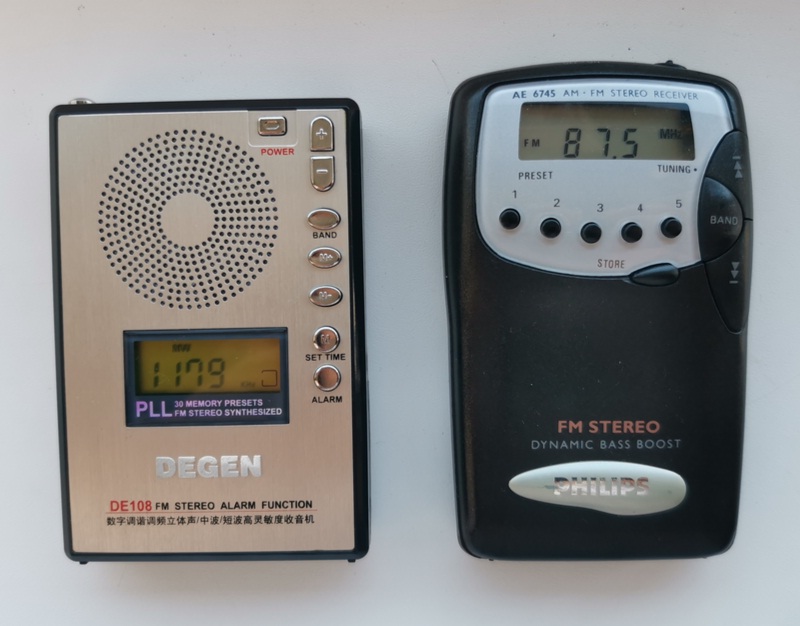 POWER
+
−
BAND
M+
M-
MW
1179
KHz
M
SET TIME
ALARM
PLL 30 MEMORY PRESETS
FM STEREO SYNTHESIZED
DEGEN
DE108 FM STEREO ALARM FUNCTION
数字调谐调频立体声/中波/短波高灵敏度收音机
AE 6745 AM · FM STEREO RECEIVER
FM 87.5 MHz
PRESET
TUNING •
1 2 3 4 5
BAND
STORE
FM STEREO
DYNAMIC BASS BOOST
PHILIPS